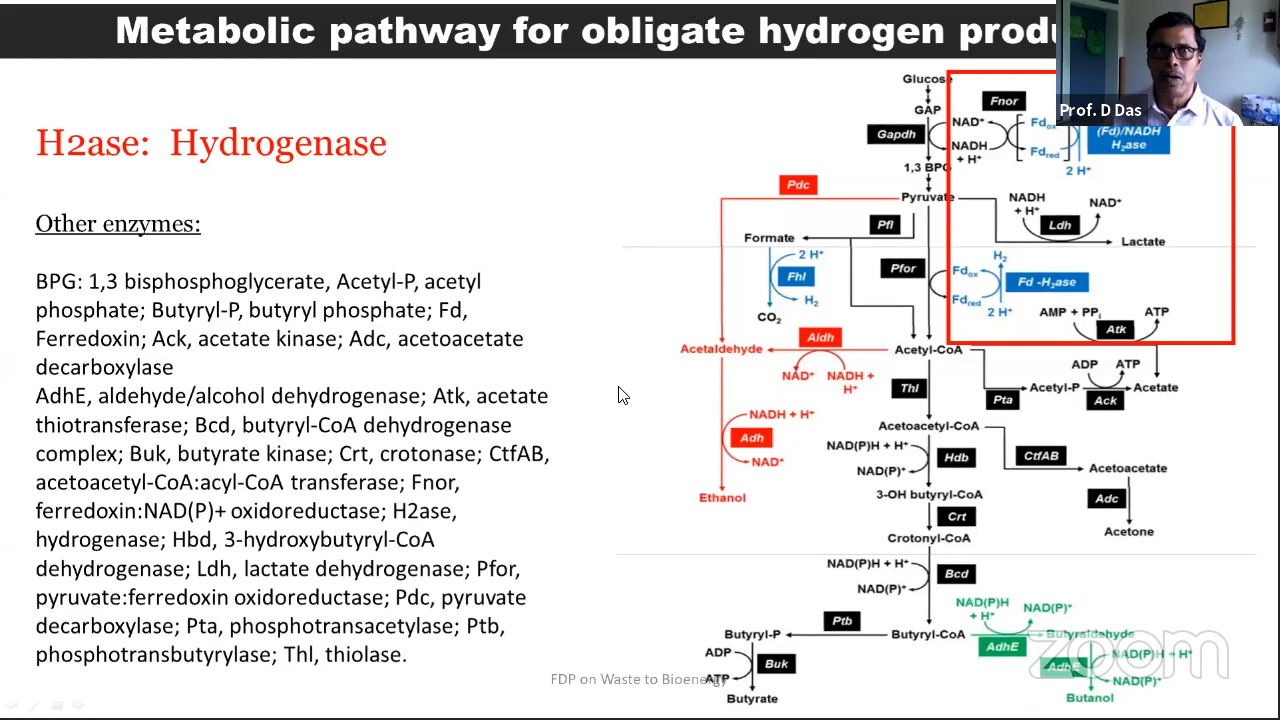 Metabolic pathway for obligate hydrogen produ
Prof. D Das
H2ase: Hydrogenase
Other enzymes:
BPG: 1,3 bisphosphoglycerate, Acetyl-P, acetyl
phosphate; Butyryl-P, butyryl phosphate; Fd,
Ferredoxin; Ack, acetate kinase; Adc, acetoacetate
decarboxylase
AdhE, aldehyde/alcohol dehydrogenase; Atk, acetate
thiotransferase; Bcd, butyryl-CoA dehydrogenase
complex; Buk, butyrate kinase; Crt, crotonase; CtfAB,
acetoacetyl-CoA:acyl-CoA transferase; Fnor,
ferredoxin:NAD(P)+ oxidoreductase; H2ase,
hydrogenase; Hbd, 3-hydroxybutyryl-CoA
dehydrogenase; Ldh, lactate dehydrogenase; Pfor,
pyruvate:ferredoxin oxidoreductase; Pdc, pyruvate
decarboxylase; Pta, phosphotransacetylase; Ptb,
phosphotransbutyrylase; Thl, thiolase.
Glucose
GAP
Gapdh
NAD⁺
NADH
+ H⁺
Fnor
Fdox
Fdred
(Fd)/NADH
H₂ase
2 H⁺
1,3 BPG
Pdc
Pyruvate
NADH
+ H⁺
NAD⁺
Ldh
Lactate
Pfl
Formate
2 H⁺
Fhl
H₂
CO₂
Pfor
Fdox
Fdred
H₂
2 H⁺
Fd -H₂ase
AMP + PPi
ATP
Atk
Acetaldehyde
Aldh
NAD⁺
NADH +
H⁺
Acetyl-CoA
ADP
ATP
Pta
Acetyl-P
Ack
Acetate
Thl
NADH + H⁺
Adh
NAD⁺
Ethanol
Acetoacetyl-CoA
NAD(P)H + H⁺
NAD(P)⁺
Hdb
CtfAB
Acetoacetate
Adc
Acetone
3-OH butyryl-CoA
Crt
Crotonyl-CoA
NAD(P)H + H⁺
NAD(P)⁺
Bcd
NAD(P)H
+ H⁺
NAD(P)⁺
Ptb
Butyryl-P
Butyryl-CoA
AdhE
Butyraldehyde
ADP
ATP
Buk
Butyrate
AdhE
NAD(P)H + H⁺
NAD(P)⁺
Butanol
FDP on Waste to Bioenergy
zoom